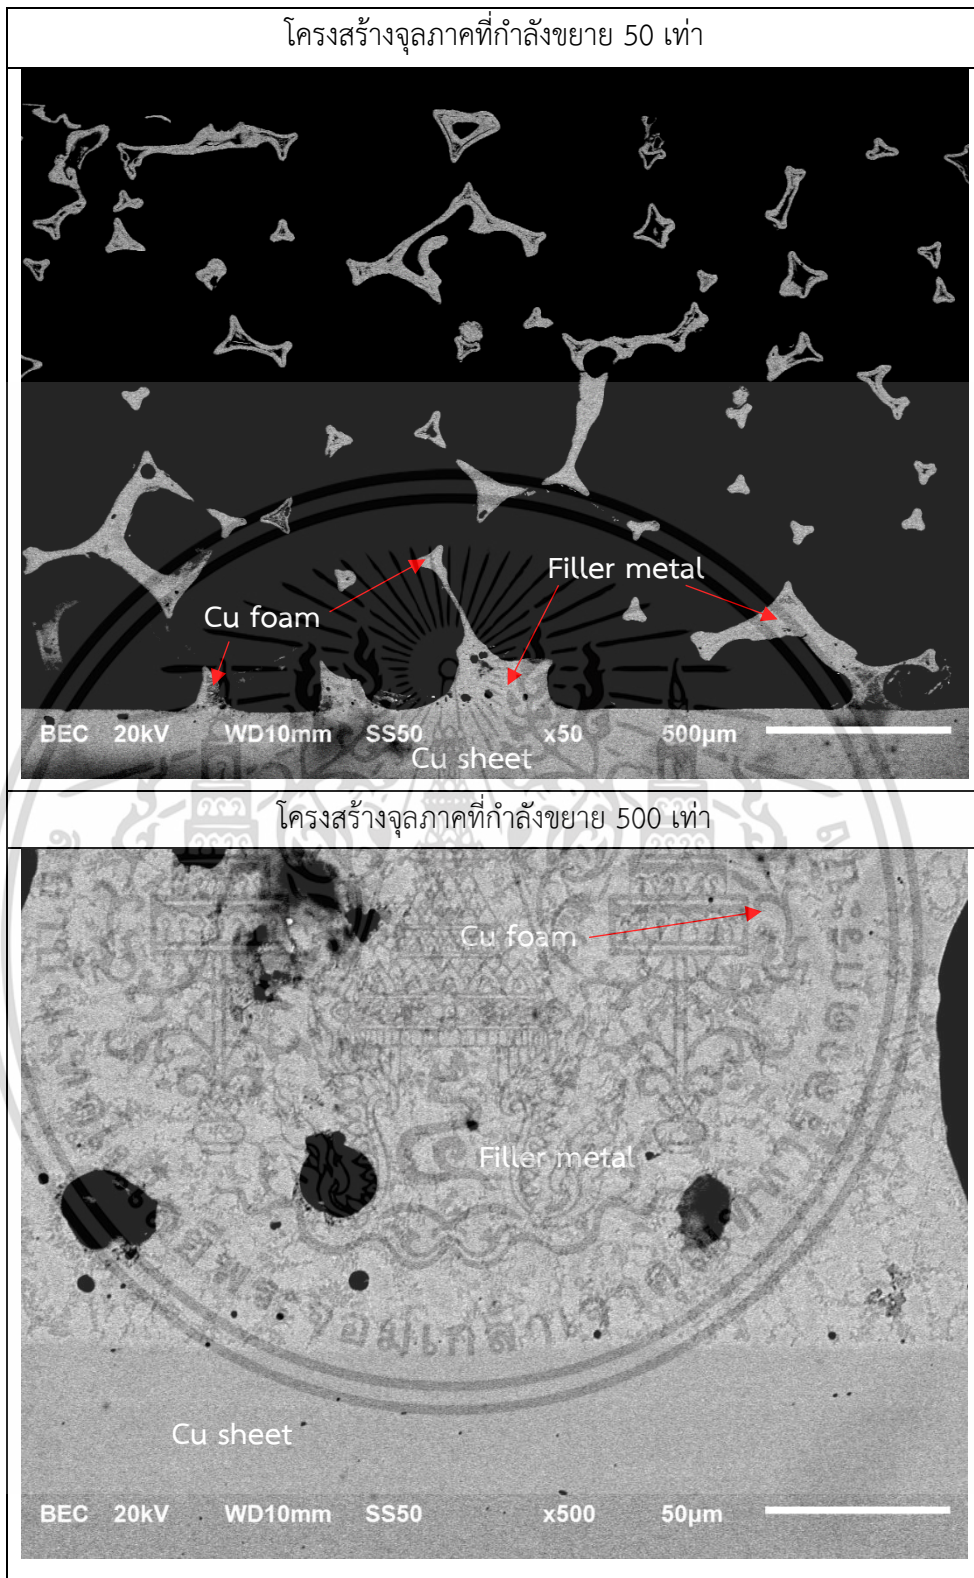 โครงสร้างจุลภาคที่กำลังขยาย 50 เท่า
Filler metal
Cu foam
BEC 20kV WD10mm SS50 x50 500µm
Cu sheet
โครงสร้างจุลภาคที่กำลังขยาย 500 เท่า
Cu foam
Filler metal
Cu sheet
BEC 20kV WD10mm SS50 x500 50µm